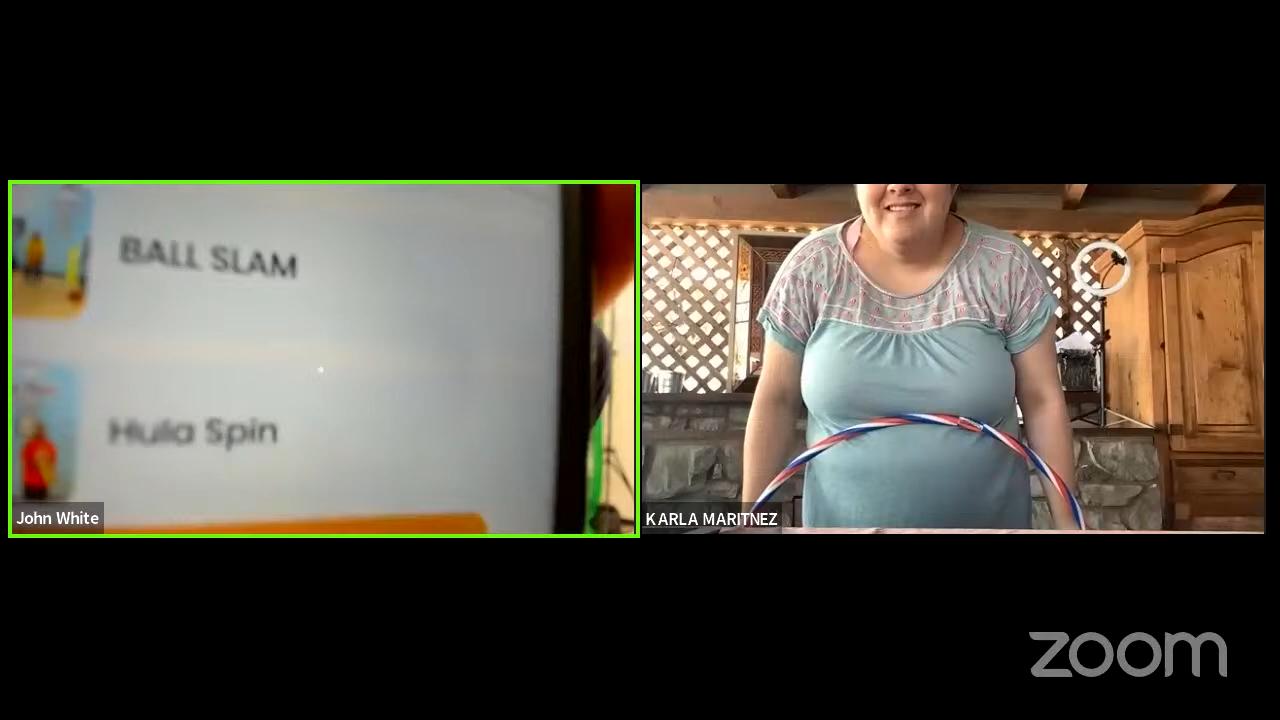 BALL SLAM
Hula Spin
John White
KARLA MARITNEZ
zoom